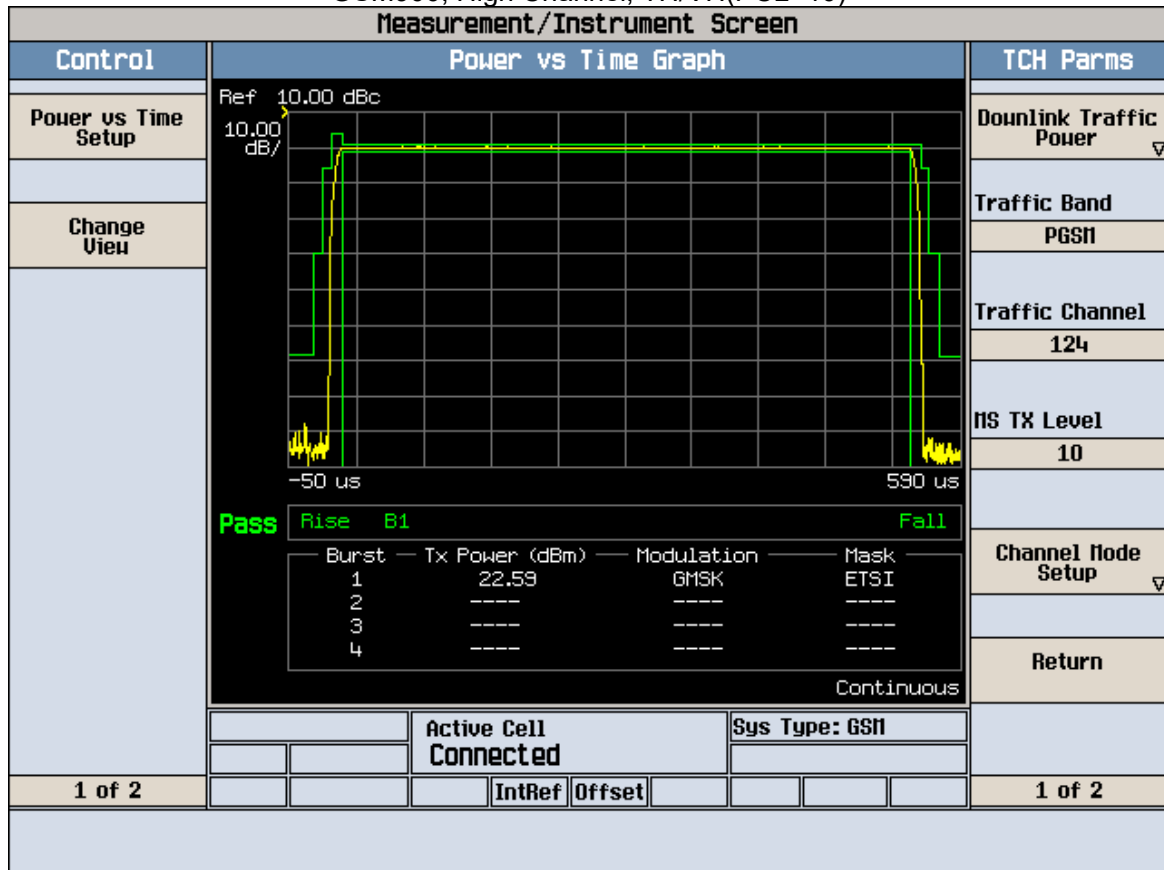 Measurement/Instrument Screen
Control
Power vs Time Graph
TCH Parms
Power vs Time
Setup
Change
View
1 of 2
Ref 10.00 dBc
10.00
dB/
-50 us
590 us
Pass
Rise B1
Fall
Burst Tx Power (dBm) Modulation Mask
1 22.59 GMSK ETSI
2 ---- ---- ----
3 ---- ---- ----
4 ---- ---- ----
Continuous
Active Cell
Connected
Sys Type: GSM
IntRef Offset
Downlink Traffic
Power
Traffic Band
PGSM
Traffic Channel
124
MS TX Level
10
Channel Mode
Setup
Return
1 of 2